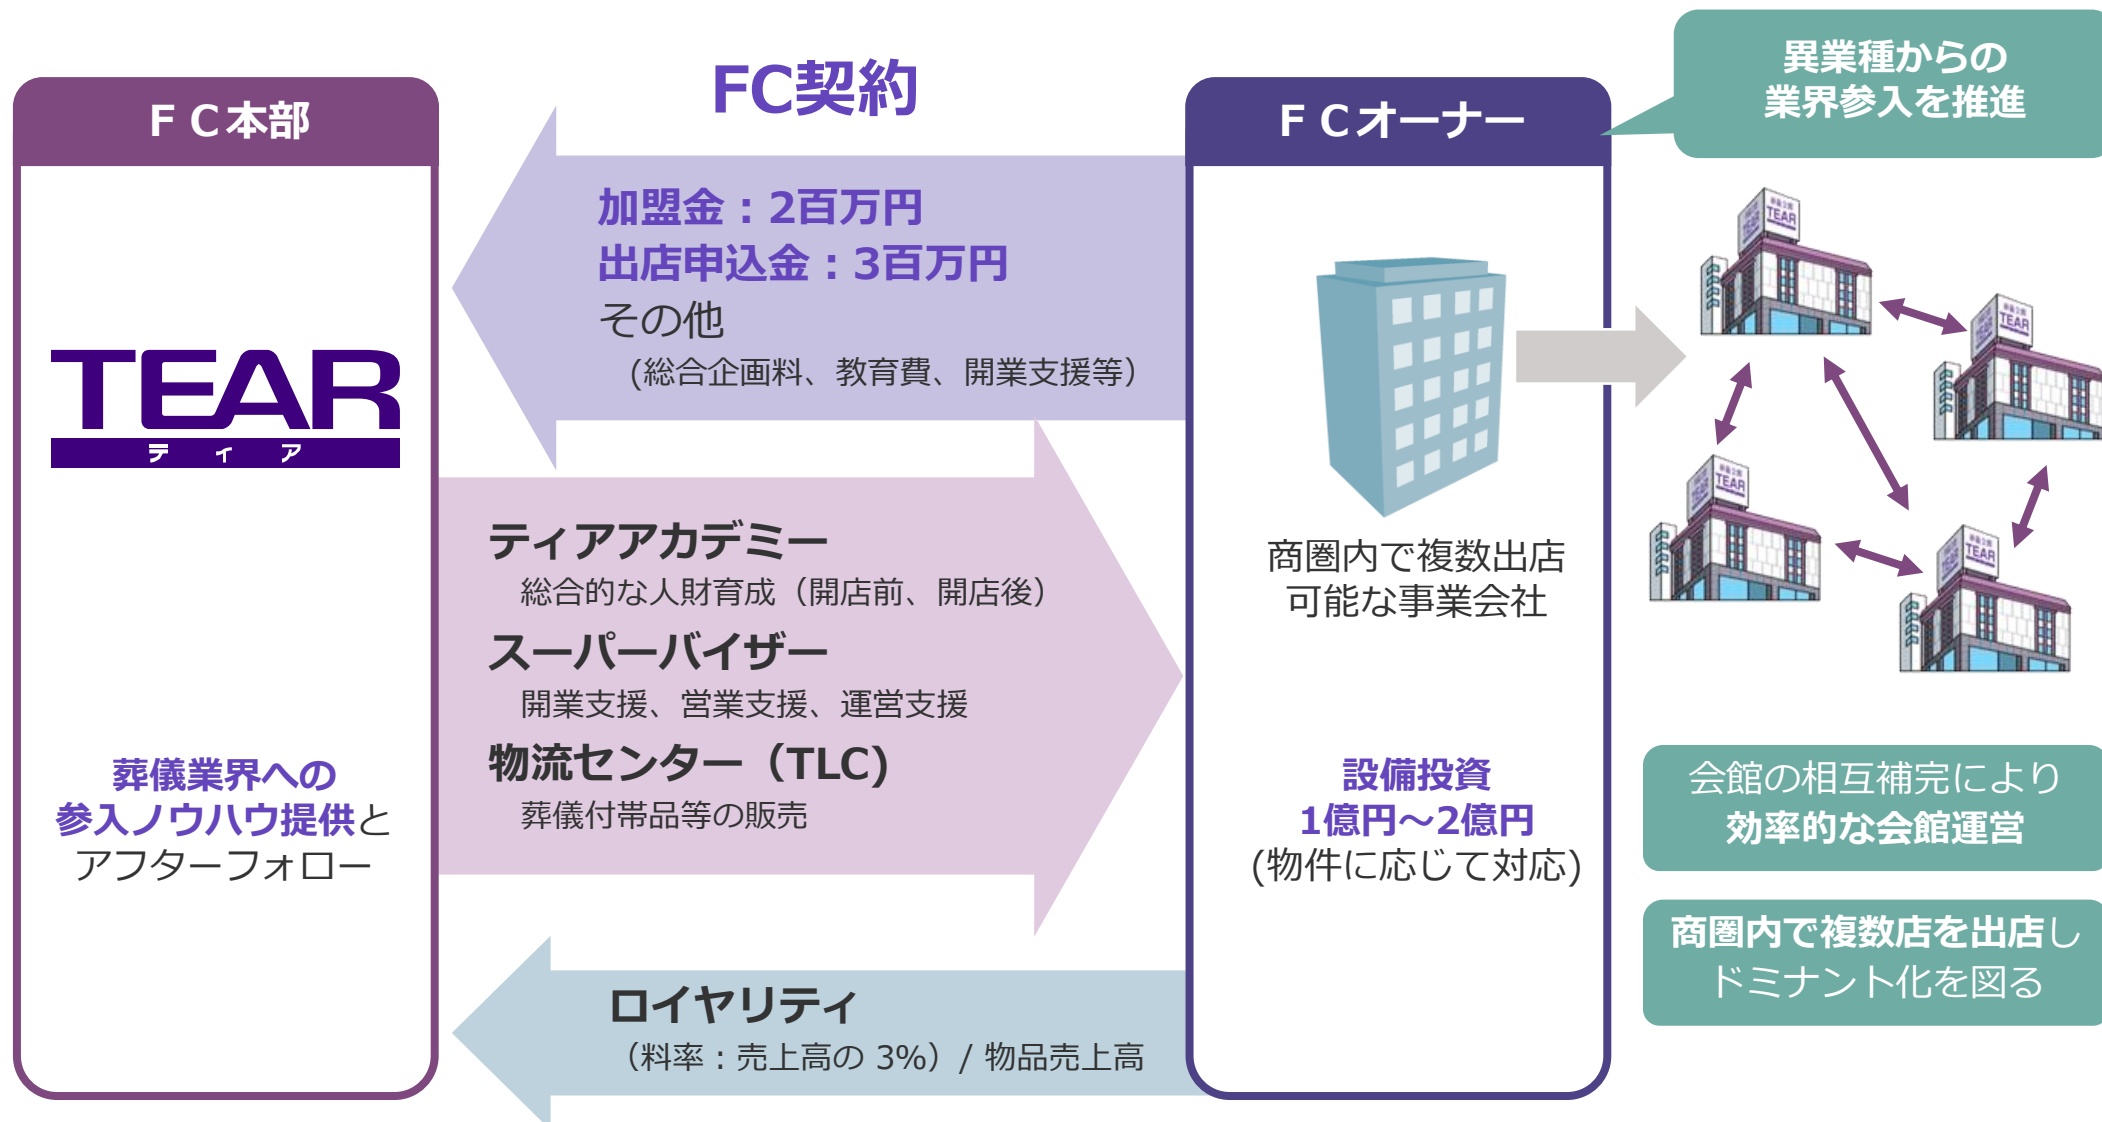 FC契約
ＦＣ本部
TEAR
ティア
葬儀業界への
参入ノウハウ提供と
アフターフォロー
加盟金：2百万円
出店申込金：3百万円
その他
（総合企画料、教育費、開業支援等）
ティアアカデミー
総合的な人財育成（開店前、開店後）
スーパーバイザー
開業支援、営業支援、運営支援
物流センター（TLC）
葬儀付帯品等の販売
ロイヤリティ
（料率：売上高の 3%）/ 物品売上高
ＦＣオーナー
商圏内で複数出店
可能な事業会社
設備投資
1億円～2億円
(物件に応じて対応)
異業種からの
業界参入を推進
TEAR
TEAR
TEAR
TEAR
会館の相互補完により
効率的な会館運営
商圏内で複数店を出店し
ドミナント化を図る